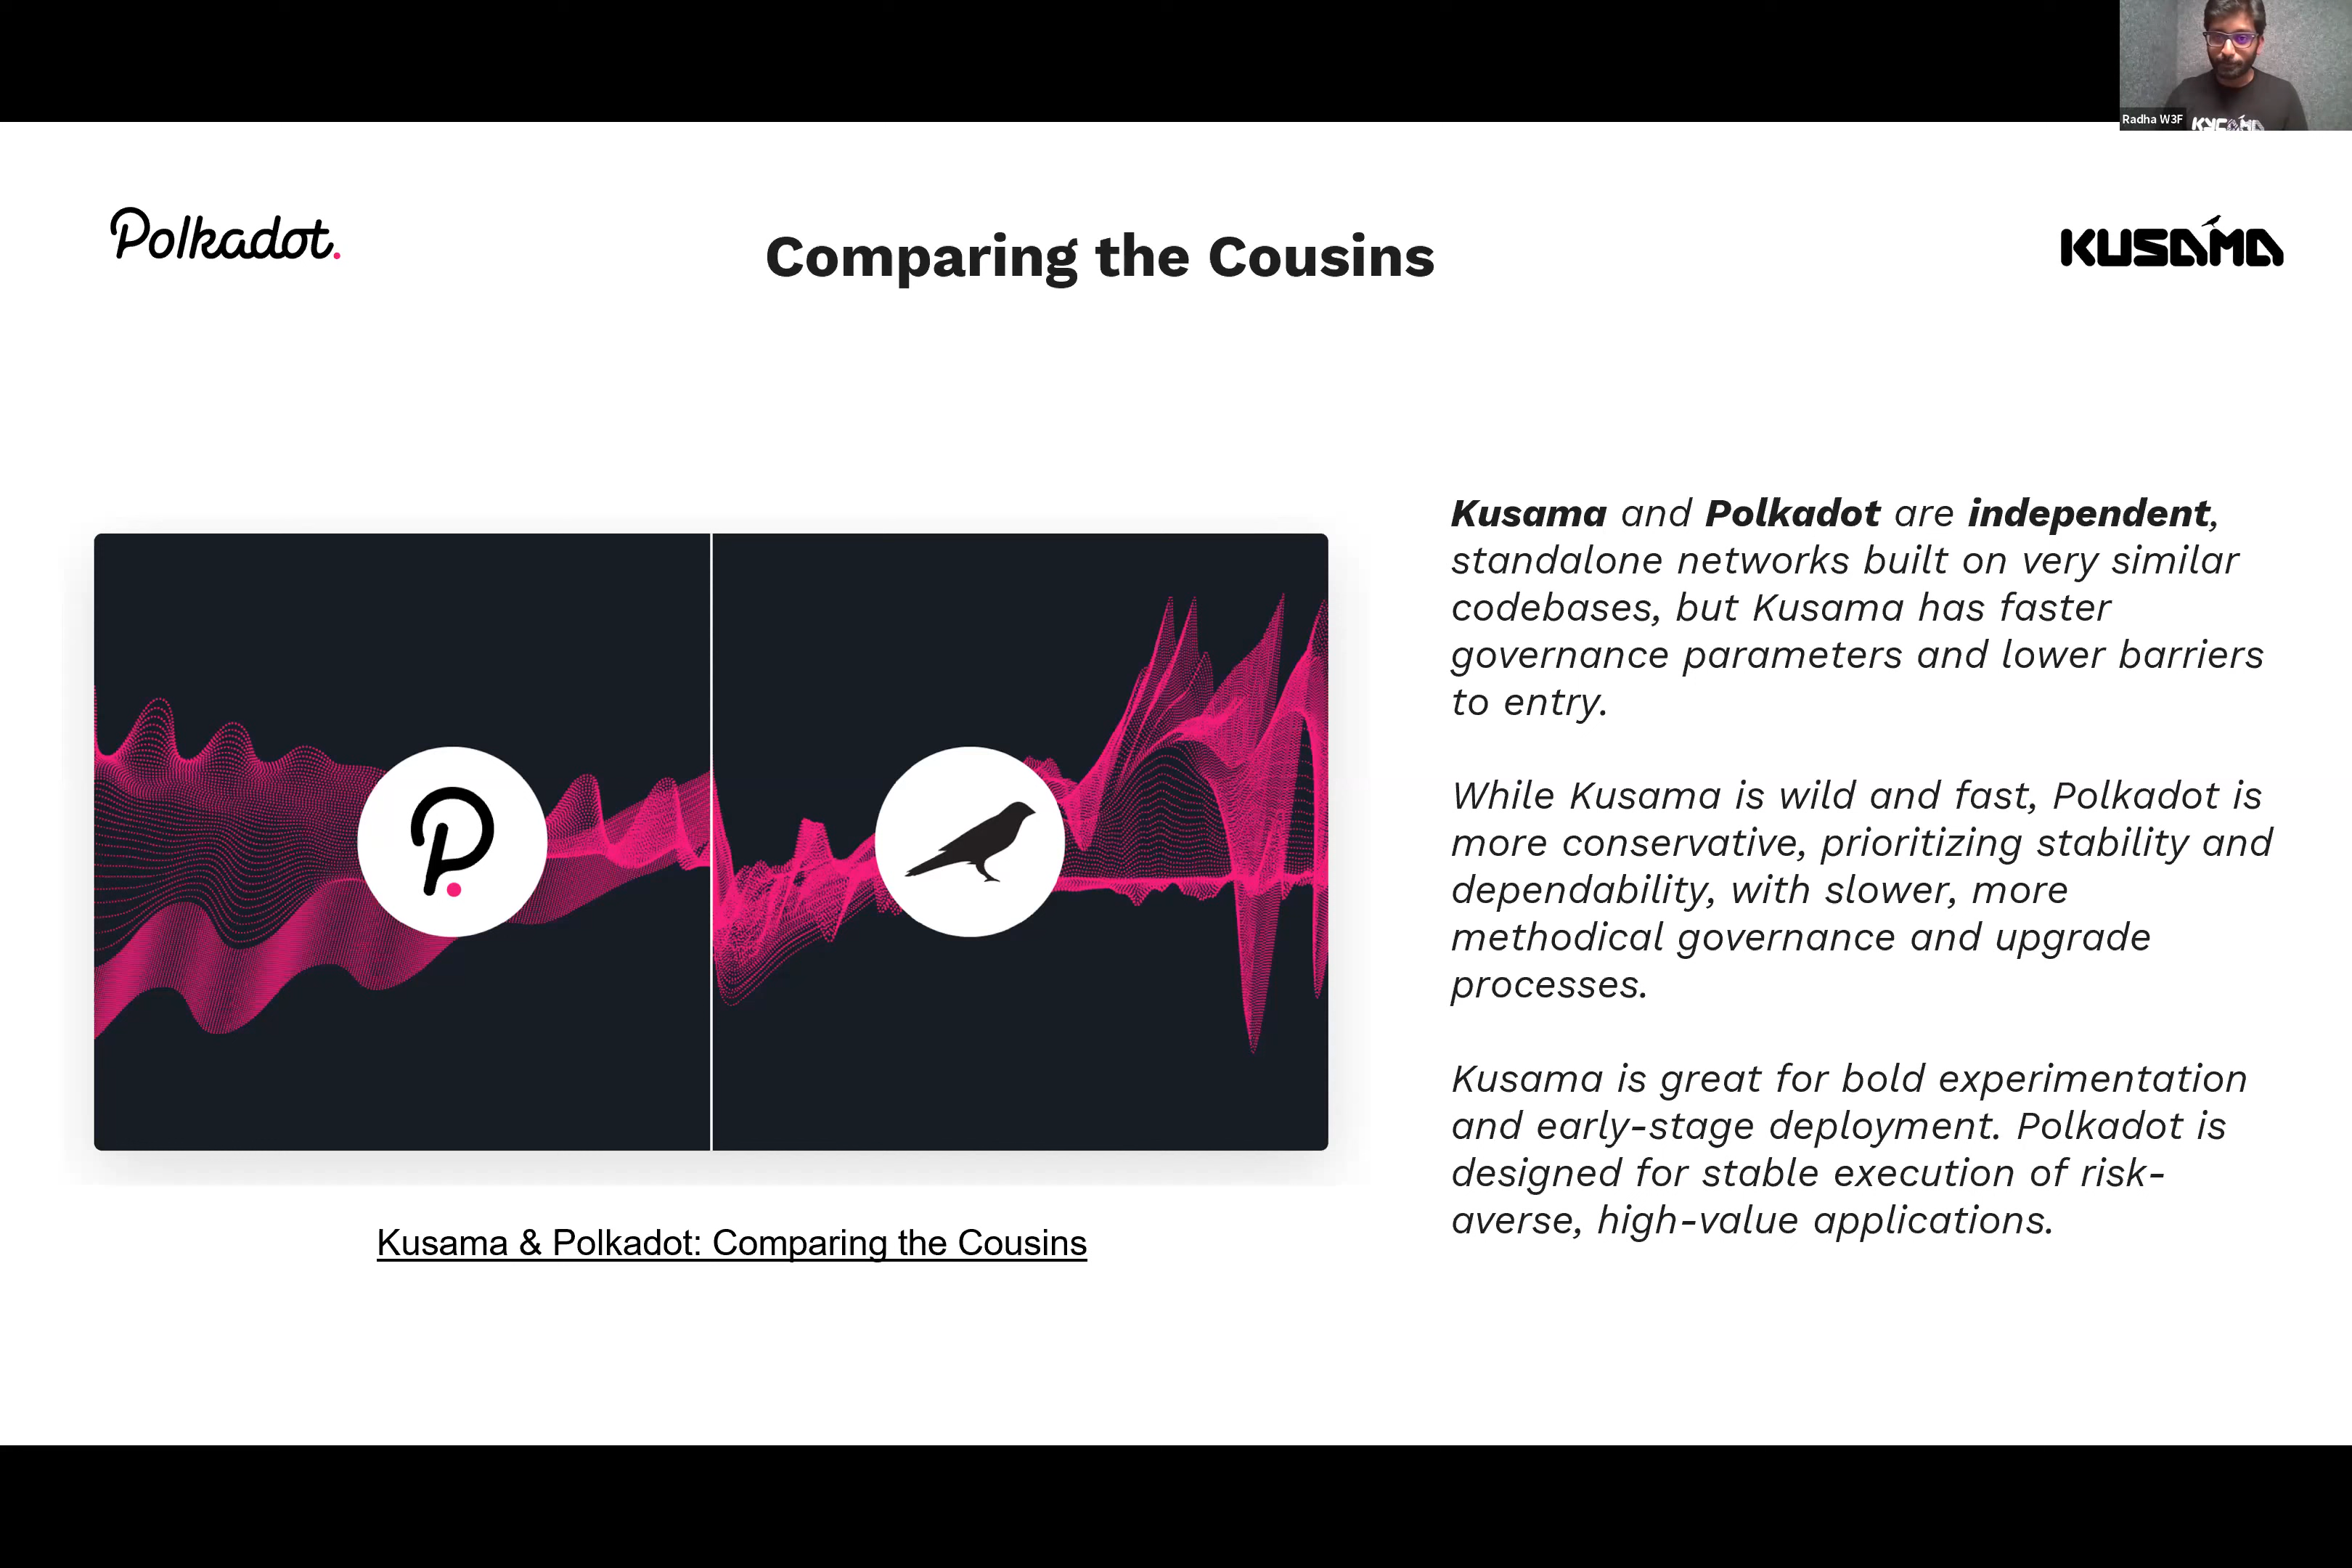 Radha W3F
KUSAMA
Polkadot.
Comparing the Cousins
KUSAMA
Kusama & Polkadot: Comparing the Cousins
Kusama and Polkadot are independent,
standalone networks built on very similar
codebases, but Kusama has faster
governance parameters and lower barriers
to entry.
While Kusama is wild and fast, Polkadot is
more conservative, prioritizing stability and
dependability, with slower, more
methodical governance and upgrade
processes.
Kusama is great for bold experimentation
and early-stage deployment. Polkadot is
designed for stable execution of risk-
averse, high-value applications.